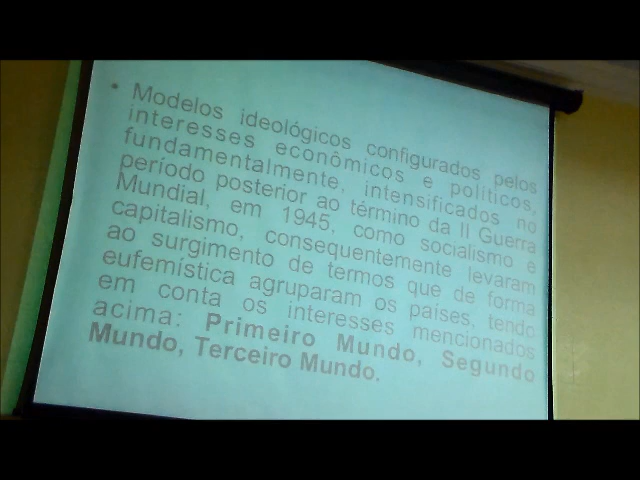 • Modelos ideológicos configurados pelos
interesses econômicos e políticos,
fundamentalmente, intensificados no
período posterior ao término da II Guerra
Mundial, em 1945, como socialismo e
capitalismo, consequentemente levaram
ao surgimento de termos que de forma
eufemística agruparam os países, tendo
em conta os interesses mencionados
acima: Primeiro Mundo, Segundo
Mundo, Terceiro Mundo.